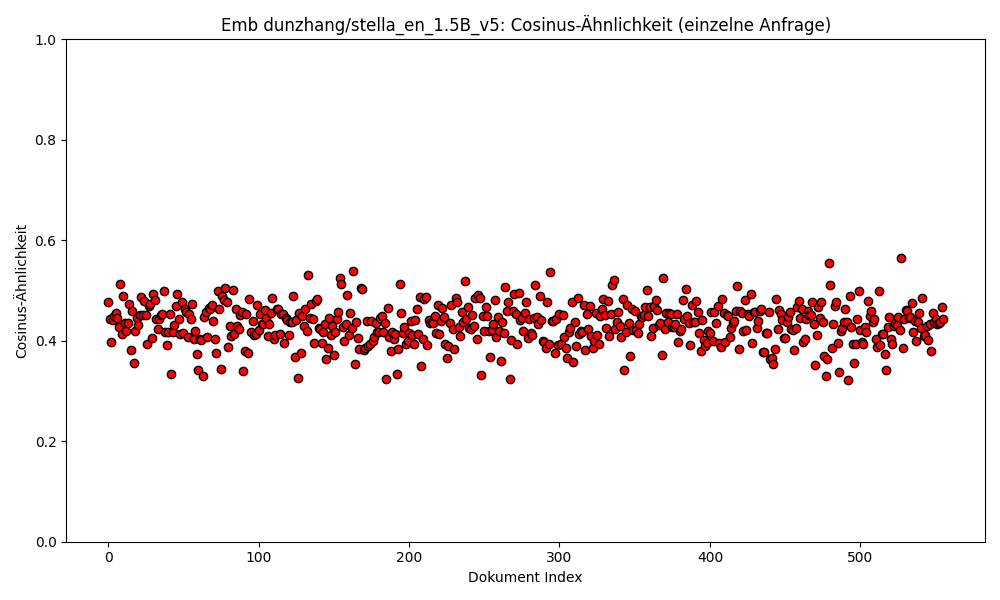 Emb dunzhang/stella_en_1.5B_v5: Cosinus-Ähnlichkeit (einzelne Anfrage)
1.0
0.8
0.6
0.4
0.2
0.0
Cosinus-Ähnlichkeit
0 100 200 300 400 500
Dokument Index